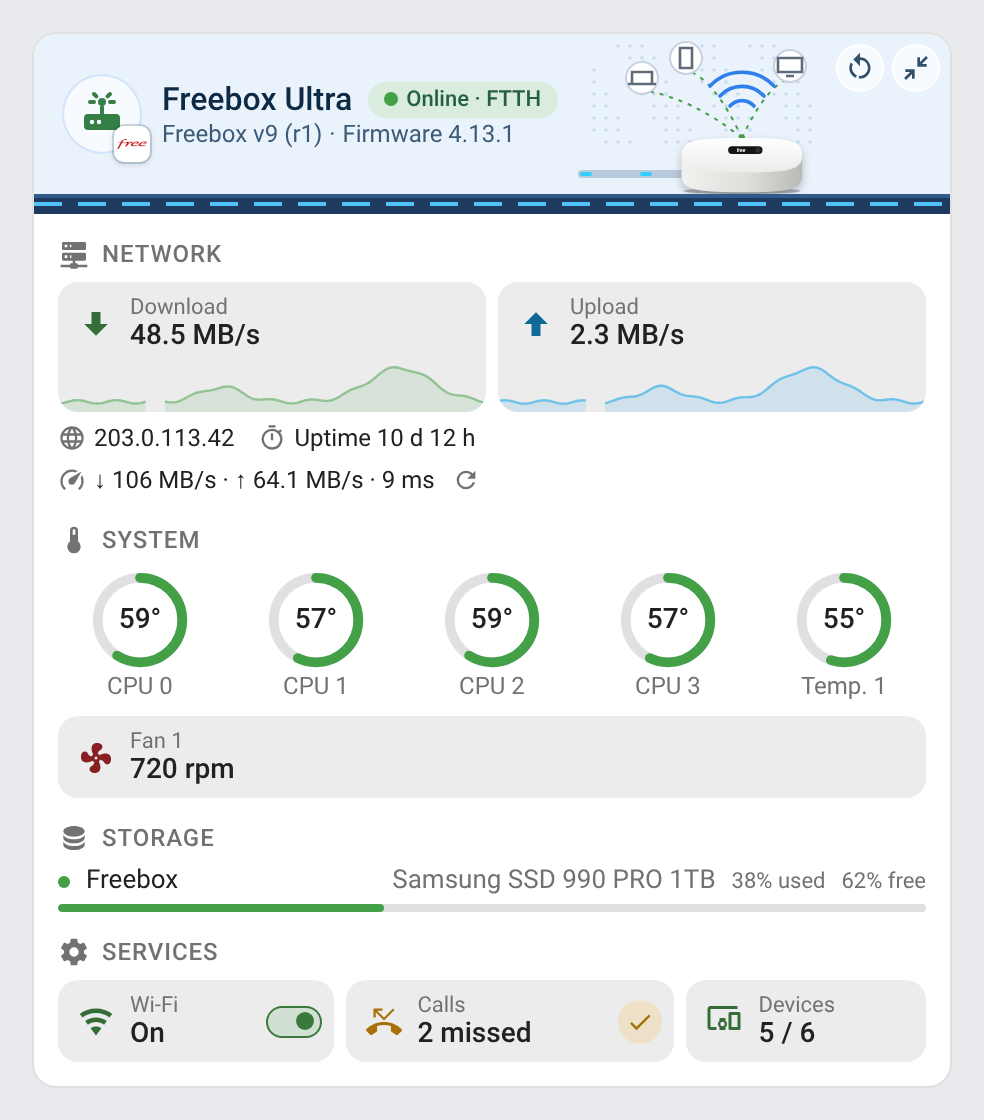 Freebox Ultra
Online · FTTH
free
Freebox v9 (r1) · Firmware 4.13.1
free
NETWORK
Download
48.5 MB/s
Upload
2.3 MB/s
203.0.113.42
Uptime 10 d 12 h
↓ 106 MB/s · ↑ 64.1 MB/s · 9 ms
SYSTEM
59°
57°
59°
57°
55°
CPU 0
CPU 1
CPU 2
CPU 3
Temp. 1
Fan 1
720 rpm
STORAGE
Freebox
Samsung SSD 990 PRO 1TB
38% used
62% free
SERVICES
Wi-Fi
On
Calls
2 missed
Devices
5 / 6